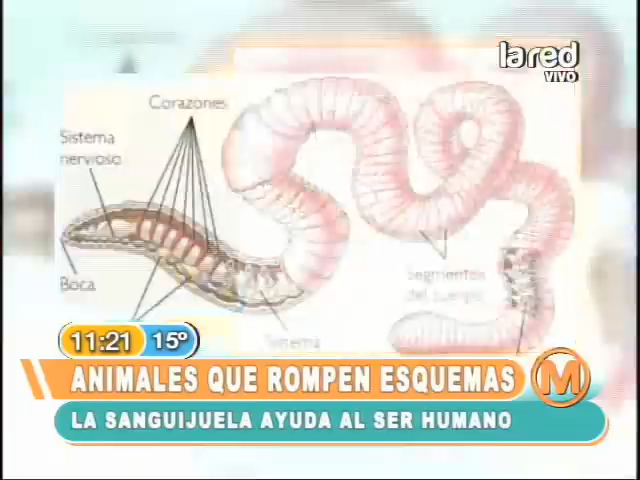 la red
VIVO
Corazones
Sistema
nervioso
Boca
segmentos
del cuerpo
Sistema
11:21 15º
ANIMALES QUE ROMPEN ESQUEMAS
M
LA SANGUIJUELA AYUDA AL SER HUMANO